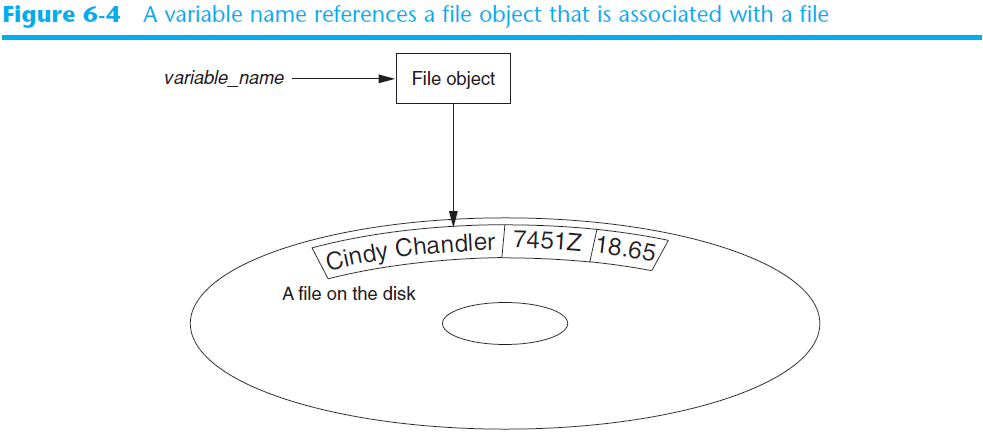 Figure 6-4 A variable name references a file object that is associated with a file
variable_name
File object
Cindy Chandler 7451Z 18.65
A file on the disk